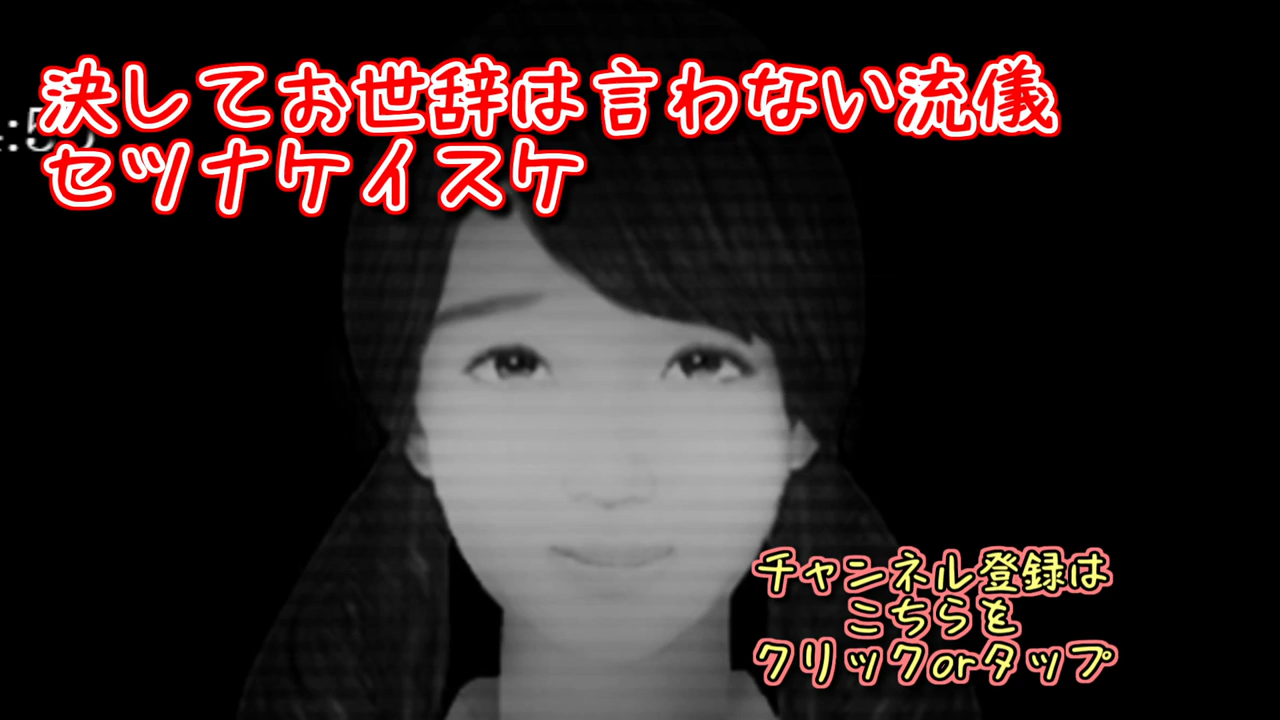 決してお世辞は言わない流儀
セツナケイスケ
チャンネル登録は
こちらを
クリックorタップ